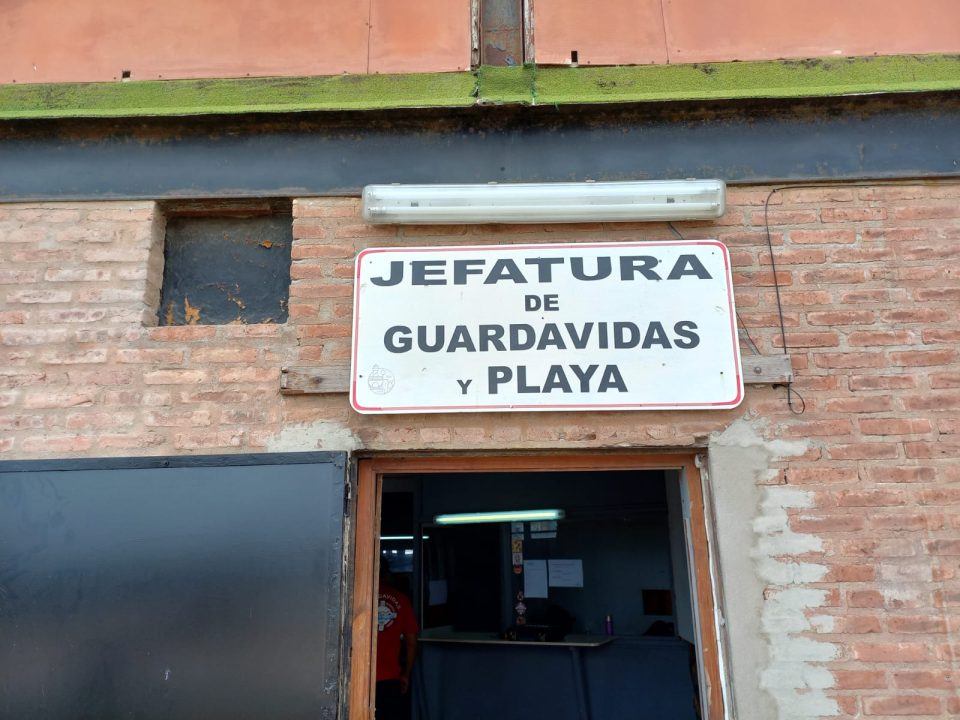 JEFATURA
DE
GUARDAVIDAS
Y PLAYA